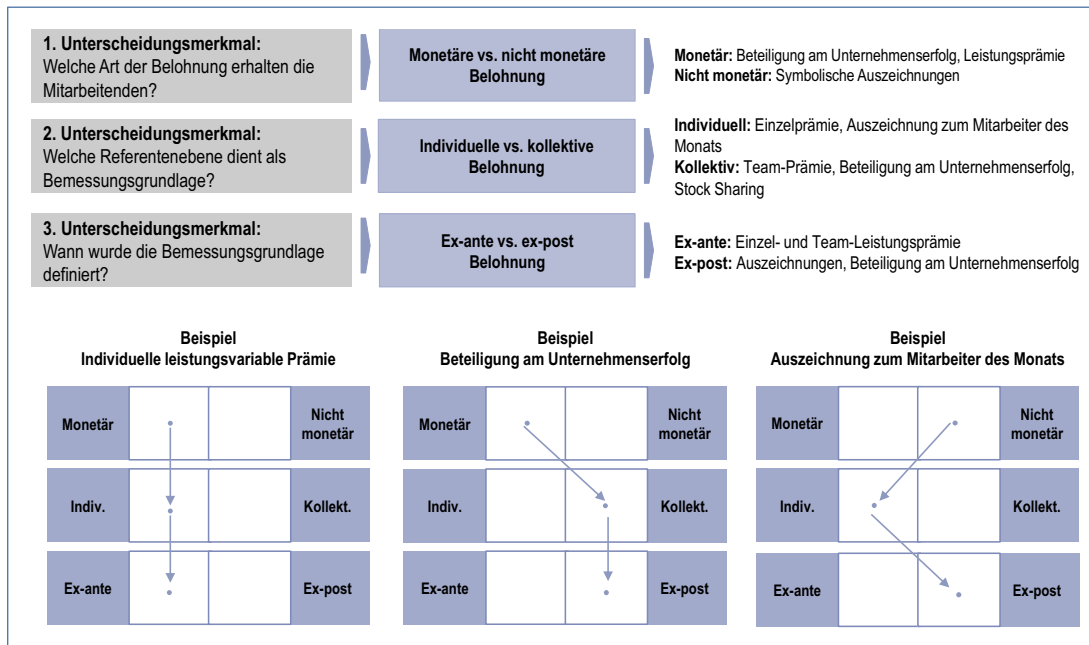 1. Unterscheidungsmerkmal:
Welche Art der Belohnung erhalten die
Mitarbeitenden?
Monetäre vs. nicht monetäre
Belohnung
Monetär: Beteiligung am Unternehmenserfolg, Leistungsprämie
Nicht monetär: Symbolische Auszeichnungen
2. Unterscheidungsmerkmal:
Welche Referentenebene dient als
Bemessungsgrundlage?
Individuelle vs. kollektive
Belohnung
Individuell: Einzelprämie, Auszeichnung zum Mitarbeiter des
Monats
Kollektiv: Team-Prämie, Beteiligung am Unternehmenserfolg,
Stock Sharing
3. Unterscheidungsmerkmal:
Wann wurde die Bemessungsgrundlage
definiert?
Ex-ante vs. ex-post
Belohnung
Ex-ante: Einzel- und Team-Leistungsprämie
Ex-post: Auszeichnungen, Beteiligung am Unternehmenserfolg
Beispiel
Individuelle leistungsvariable Prämie
Monetär
Nicht
monetär
Indiv.
Kollekt.
Ex-ante
Ex-post
Beispiel
Beteiligung am Unternehmenserfolg
Monetär
Nicht
monetär
Indiv.
Kollekt.
Ex-ante
Ex-post
Beispiel
Auszeichnung zum Mitarbeiter des Monats
Monetär
Nicht
monetär
Indiv.
Kollekt.
Ex-ante
Ex-post